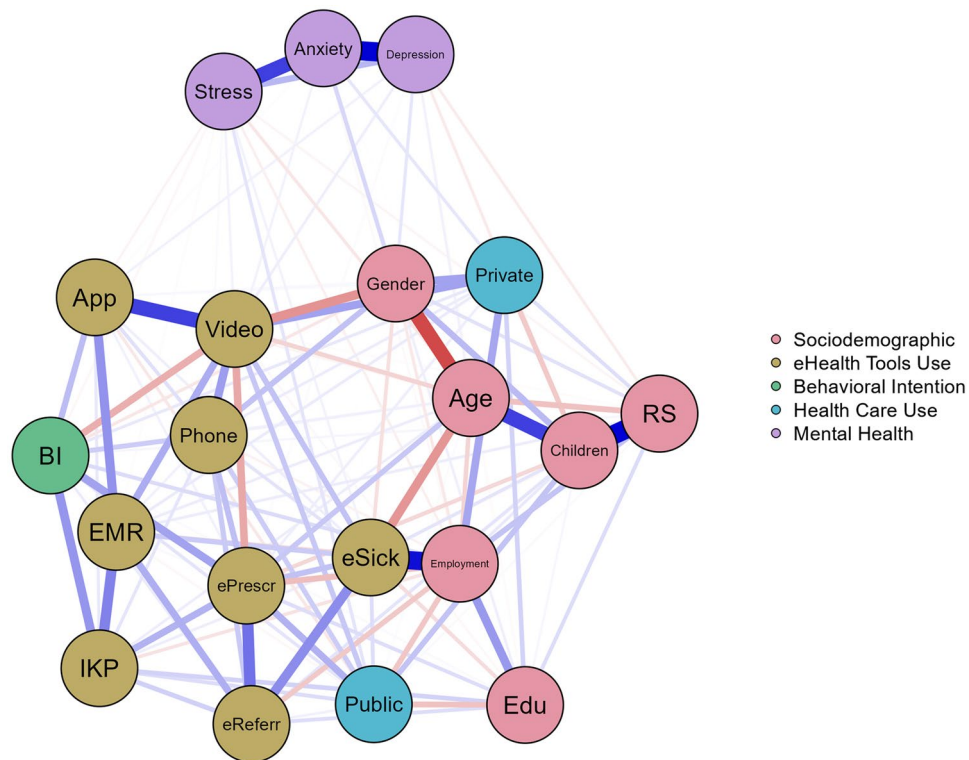 Anxiety
Depression
Stress
Gender
Private
App
Video
Age
RS
Phone
Children
BI
EMR
eSick
Employment
ePrescr
IKP
Public
Edu
eReferr
Sociodemographic
eHealth Tools Use
Behavioral Intention
Health Care Use
Mental Health